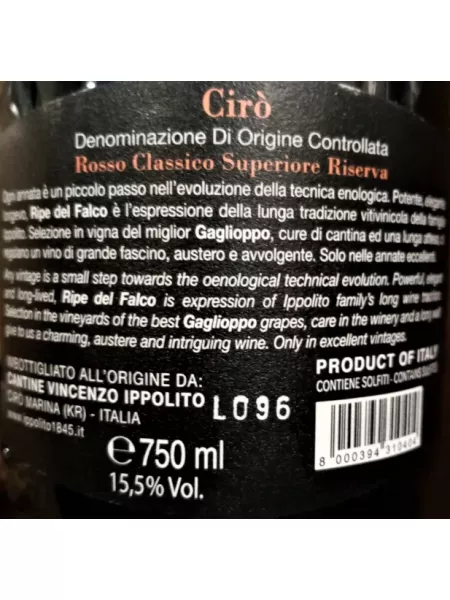 Cirò
Denominazione Di Origine Controllata
Rosso Classico Superiore Riserva
Ogni annata è un piccolo passo nell'evoluzione della tecnica enologica. Potente, elegante
longevo, Ripe del Falco è l'espressione della lunga tradizione vitivinicola della famiglia
Ippolito. Selezione in vigna del miglior Gaglioppo, cure di cantina ed una lunga attesa, ci
regalano un vino di grande fascino, austero e avvolgente. Solo nelle annate eccellenti.
Any vintage is a small step towards the oenological technical evolution. Powerful, elegant
and long-lived, Ripe del Falco is expression of Ippolito family's long wine tradition.
Selection in the vineyards of the best Gaglioppo grapes, care in the winery and a long wait
give to us a charming, austere and intriguing wine. Only in excellent vintages.
IMBOTTIGLIATO ALL'ORIGINE DA:
CANTINE VINCENZO IPPOLITO
CIRÒ MARINA (KR) - ITALIA
www.ippolito1845.it
L096
PRODUCT OF ITALY
CONTIENE SOLFITI - CONTAINS SULFITES
8 000394 310404
e 750 ml
15,5% Vol.